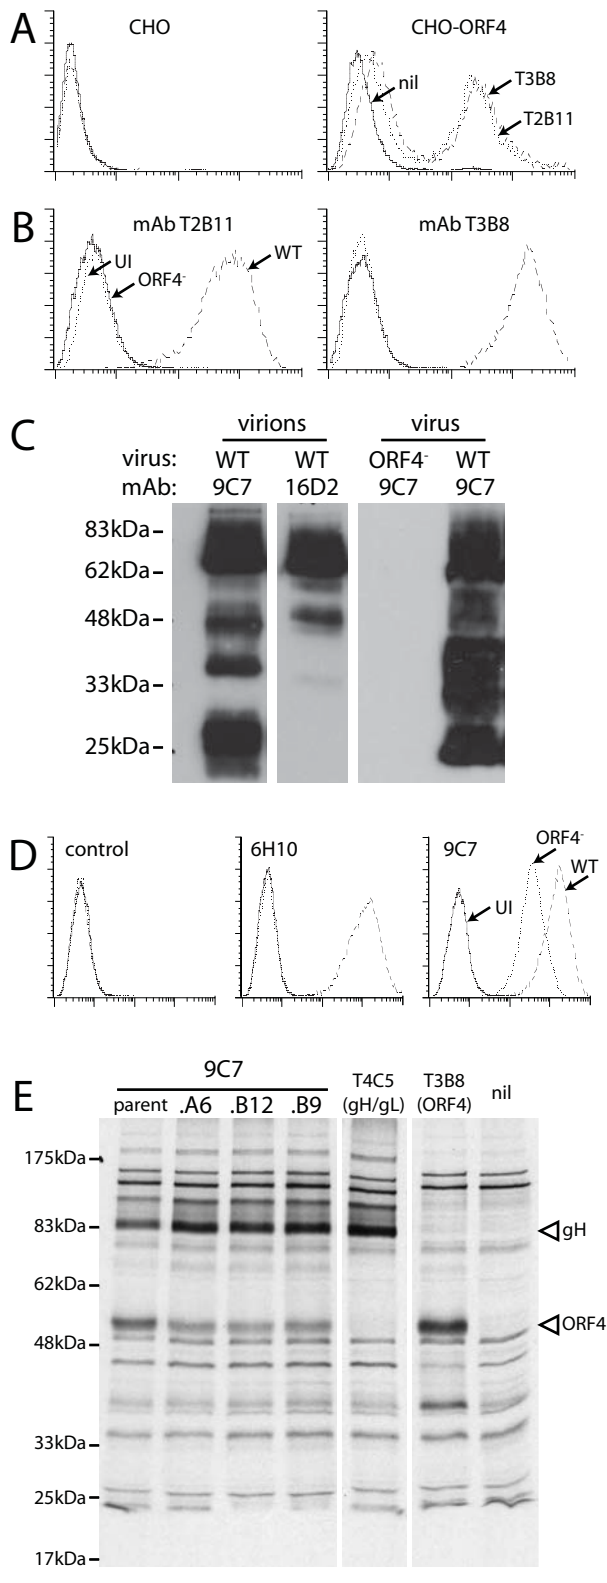 A
CHO
CHO-ORF4
nil
T3B8
T2B11
B
mAb T2B11
mAb T3B8
UI
ORF4-
WT
C
virions virus
virus: WT WT ORF4- WT
mAb: 9C7 16D2 9C7 9C7
83kDa
62kDa
48kDa
33kDa
25kDa
D
control
6H10
9C7
ORF4-
WT
UI
E
9C7
T4C5 T3B8 nil
parent .A6 .B12 .B9 (gH/gL) (ORF4)
175kDa
83kDa
gH
62kDa
ORF4
48kDa
33kDa
25kDa
17kDa